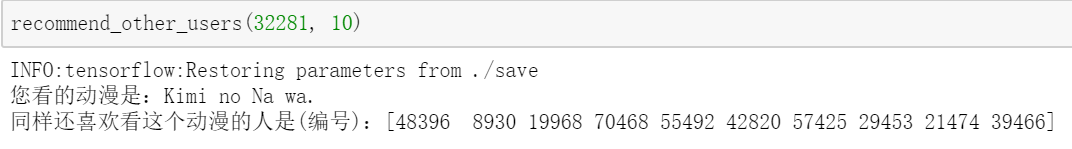 recommend_other_users(32281, 10)
INFO:tensorflow:Restoring parameters from ./save
您看的动漫是：Kimi no Na wa.
同样还喜欢看这个动漫的人是(编号)：[48396  8930 19968 70468 55492 42820 57425 29453 21474 39466]